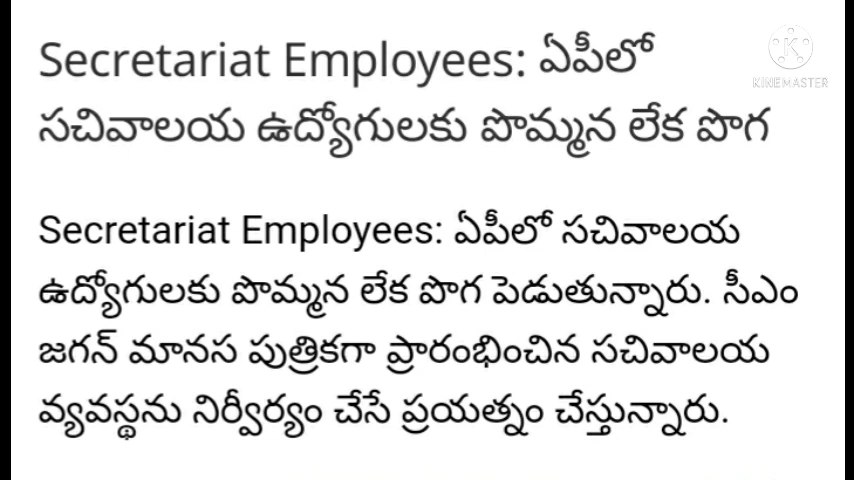 Secretariat Employees: ఏపీలో
సచివాలయ ఉద్యోగులకు పొమ్మన లేక పొగ
Secretariat Employees: ఏపీలో సచివాలయ
ఉద్యోగులకు పొమ్మన లేక పొగ పెడుతున్నారు. సీఎం
జగన్ మానస పుత్రికగా ప్రారంభించిన సచివాలయ
వ్యవస్థను నిర్వీర్యం చేసే ప్రయత్నం చేస్తున్నారు.
K
KINEMASTER